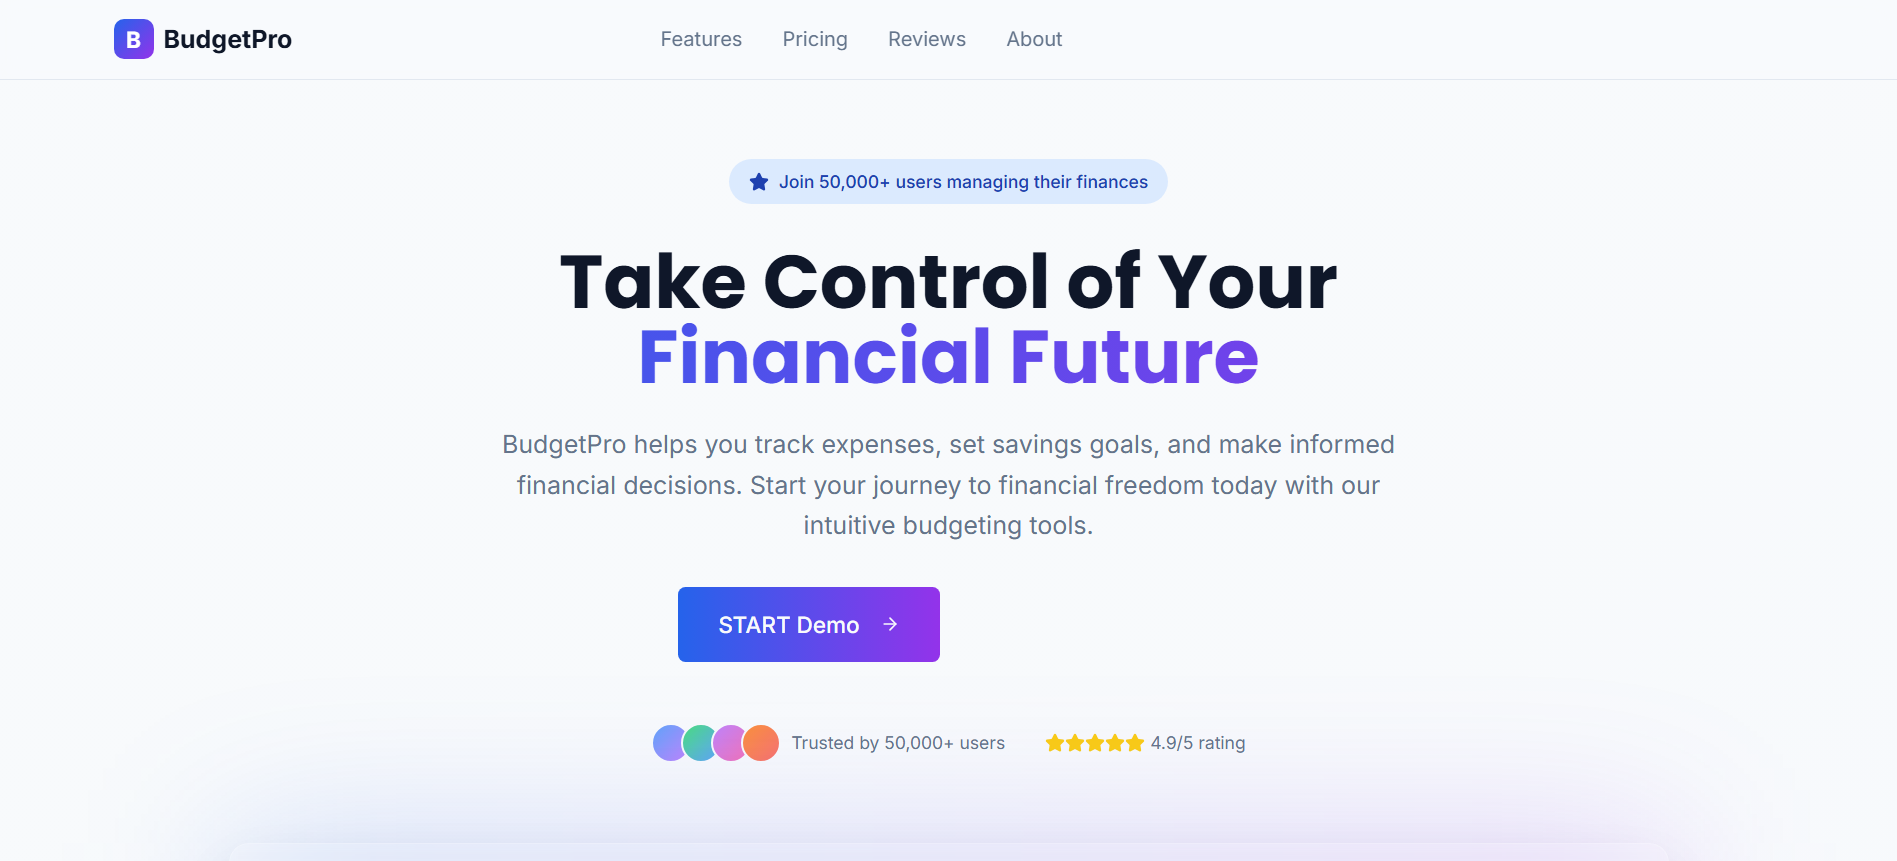 B BudgetPro
Features Pricing Reviews About
Join 50,000+ users managing their finances
Take Control of Your
Financial Future
BudgetPro helps you track expenses, set savings goals, and make informed
financial decisions. Start your journey to financial freedom today with our
intuitive budgeting tools.
START Demo
Trusted by 50,000+ users 4.9/5 rating